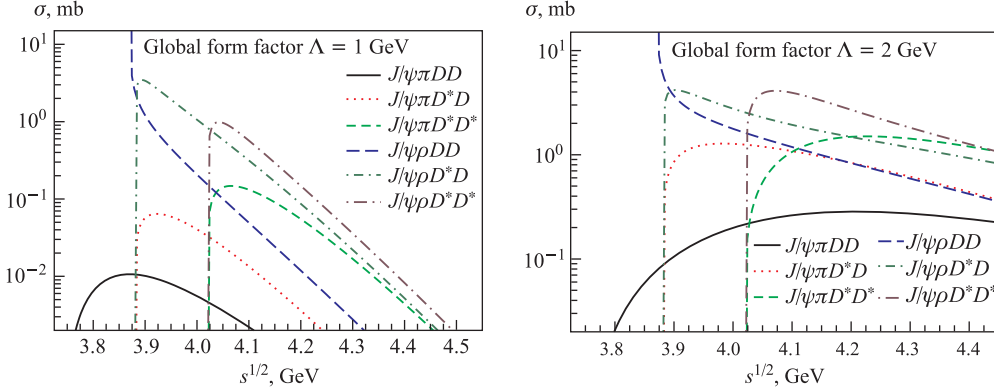 σ, mb
10¹
10⁰
10⁻¹
10⁻²
Global form factor Λ = 1 GeV
J/ψπDD
J/ψπD*D
J/ψπD*D*
J/ψρDD
J/ψρD*D
J/ψρD*D*
3.8 3.9 4.0 4.1 4.2 4.3 4.4 4.5
s^{1/2}, GeV
σ, mb
10¹
10⁰
10⁻¹
Global form factor Λ = 2 GeV
J/ψπDD J/ψρDD
J/ψπD*D J/ψρD*D
J/ψπD*D* J/ψρD*D*
3.8 3.9 4.0 4.1 4.2 4.3 4.4
s^{1/2}, GeV